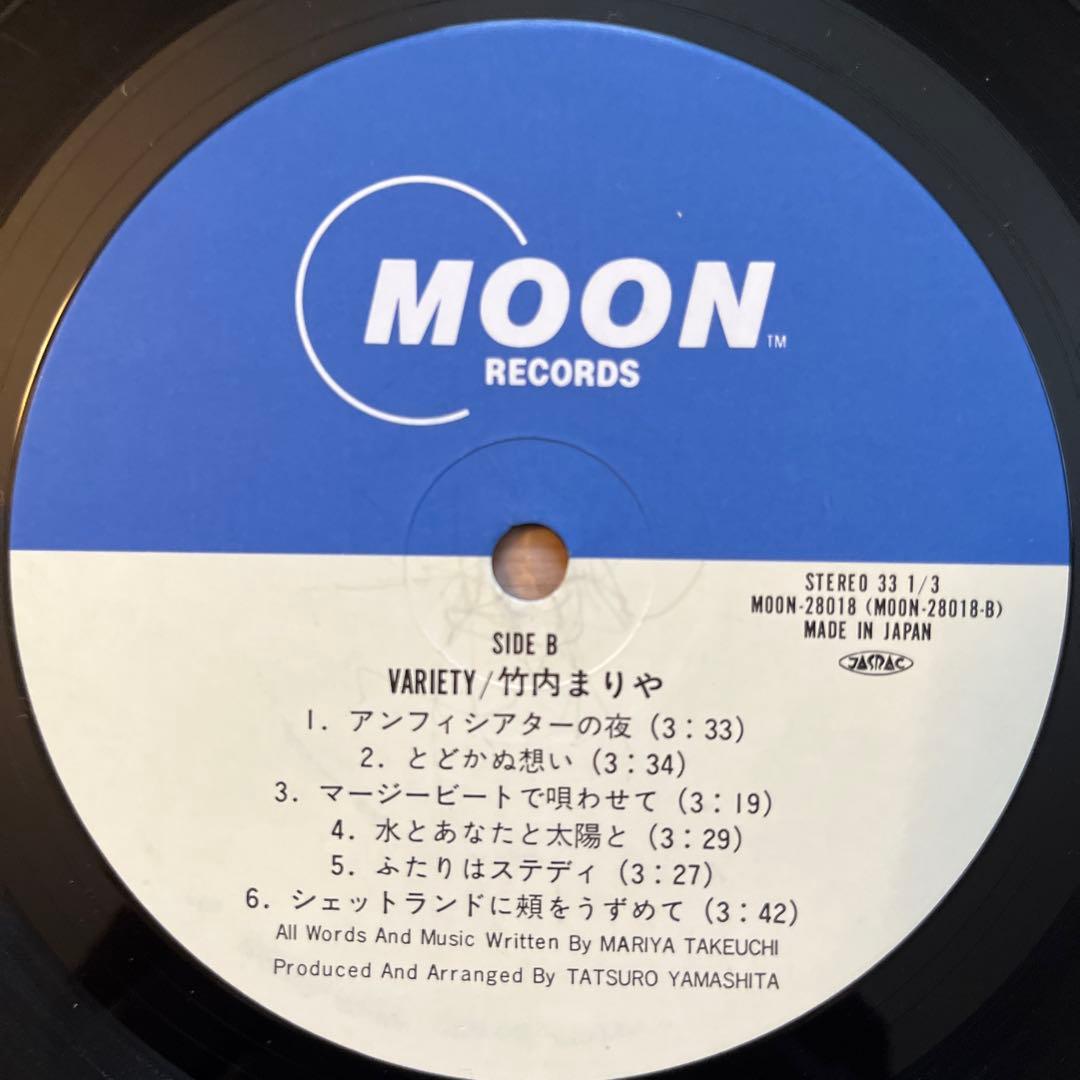 MOON™
RECORDS
STEREO 33 1/3
MOON-28018 (MOON-28018-B)
MADE IN JAPAN
JASRAC
SIDE B
VARIETY/竹内まりや
1. アンフィシアターの夜 (3:33)
2. とどかぬ想い (3:34)
3. マージービートで唄わせて (3:19)
4. 水とあなたと太陽と (3:29)
5. ふたりはステディ (3:27)
6. シェットランドに頰をうずめて (3:42)
All Words And Music Written By MARIYA TAKEUCHI
Produced And Arranged By TATSURO YAMASHITA